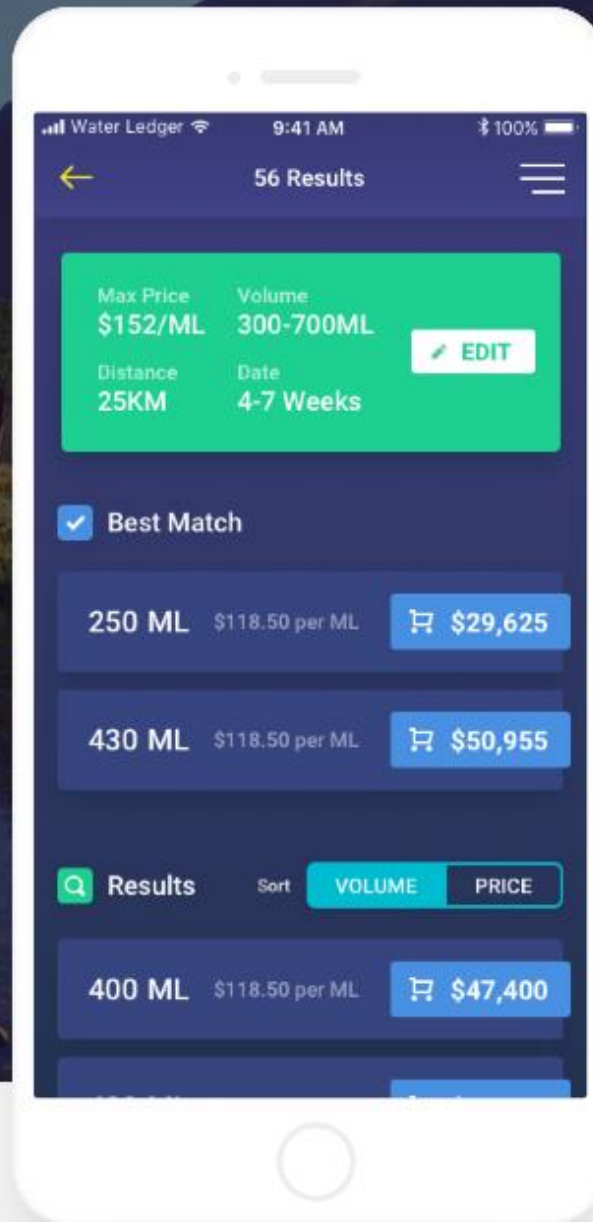 Water Ledger 9:41 AM 100%
56 Results
Max Price Volume
$152/ML 300-700ML
EDIT
Distance Date
25KM 4-7 Weeks
Best Match
250 ML $118.50 per ML $29,625
430 ML $118.50 per ML $50,955
Results Sort VOLUME PRICE
400 ML $118.50 per ML $47,400